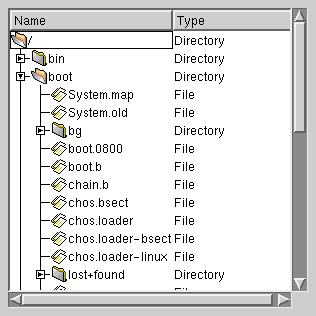 Name Type
/ Directory
bin Directory
boot Directory
System.map File
System.old File
bg Directory
boot.0800 File
boot.b File
chain.b File
chos.bsect File
chos.loader File
chos.loader-bsect File
chos.loader-linux File
lost+found Directory